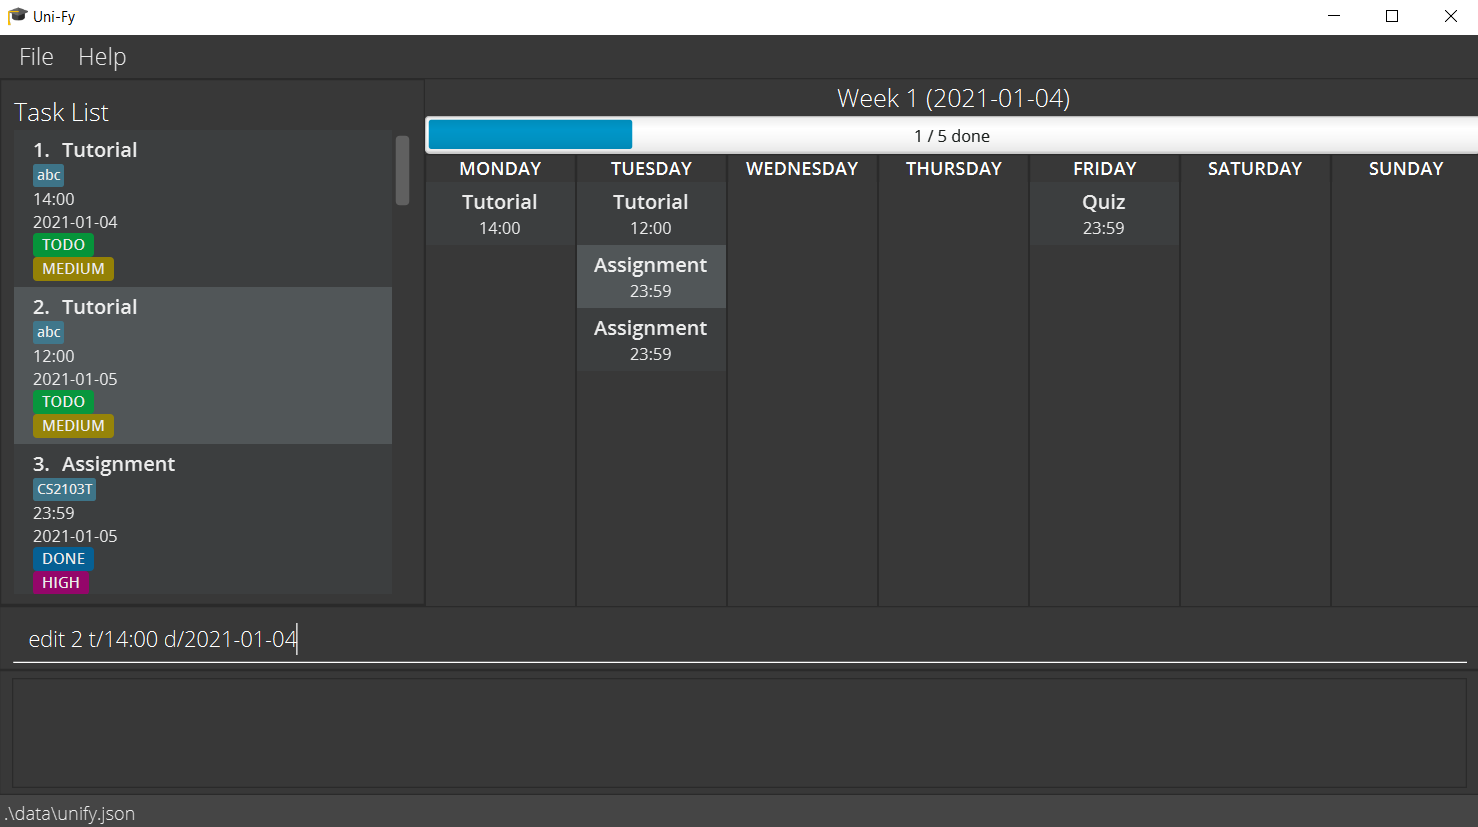 Uni-Fy
File Help
Task List
1. Tutorial
abc
14:00
2021-01-04
TODO
MEDIUM
2. Tutorial
abc
12:00
2021-01-05
TODO
MEDIUM
3. Assignment
CS2103T
23:59
2021-01-05
DONE
HIGH
Week 1 (2021-01-04)
1 / 5 done
MONDAY
Tutorial
14:00
TUESDAY
Tutorial
12:00
Assignment
23:59
Assignment
23:59
WEDNESDAY
THURSDAY
FRIDAY
Quiz
23:59
SATURDAY
SUNDAY
edit 2 t/14:00 d/2021-01-04
.\data\unify.json